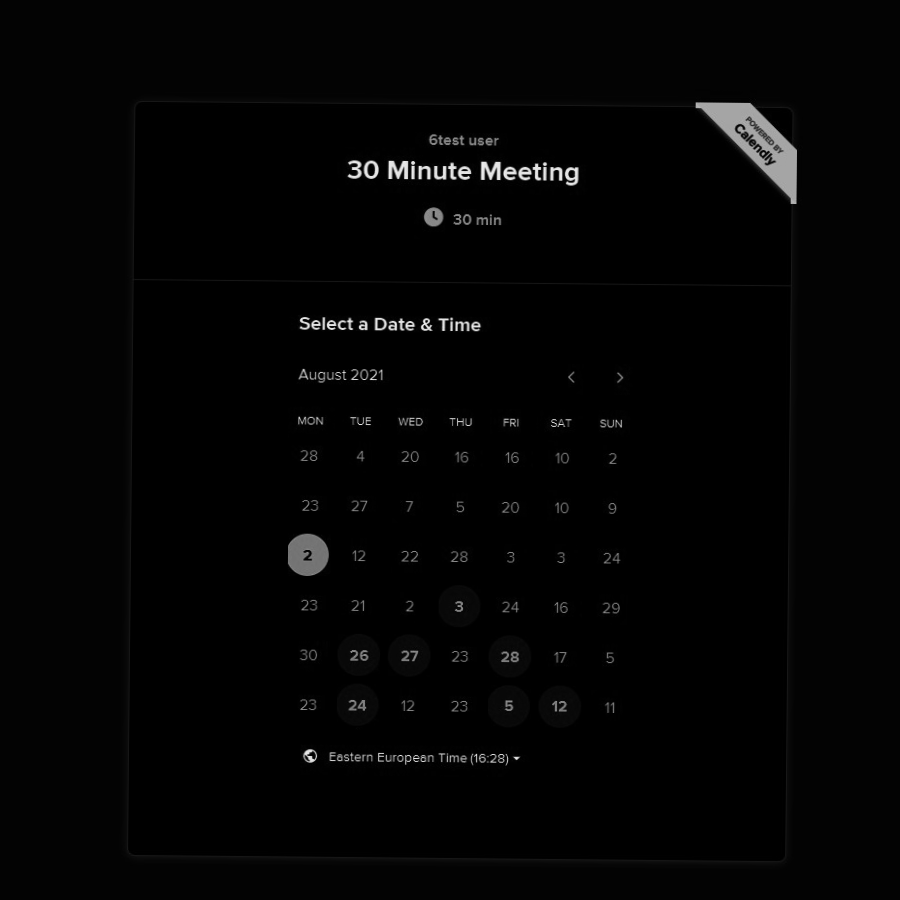 POWERED BY
Calendly
6test user
30 Minute Meeting
30 min
Select a Date & Time
August 2021
MON TUE WED THU FRI SAT SUN
28 4 20 16 16 10 2
23 27 7 5 20 10 9
2 12 22 28 3 3 24
23 21 2 3 24 16 29
30 26 27 23 28 17 5
23 24 12 23 5 12 11
Eastern European Time (16:28)